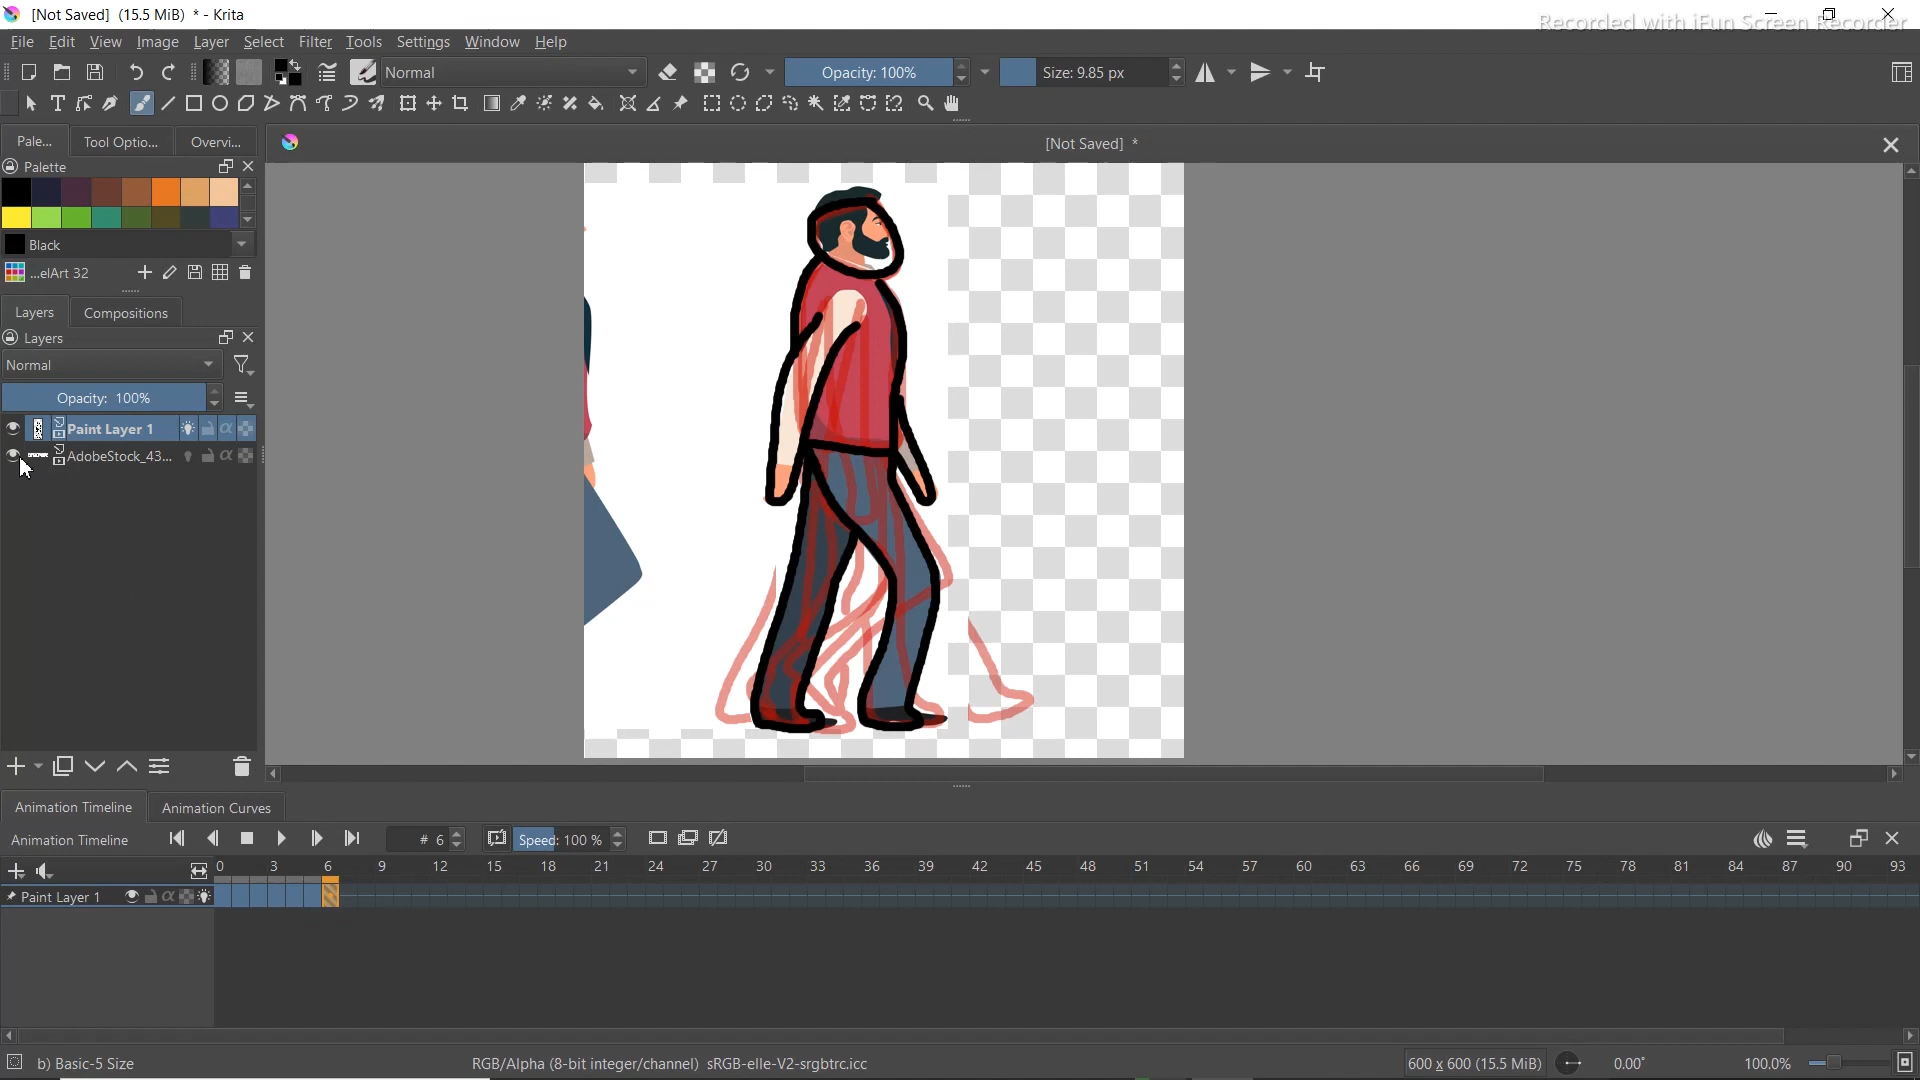 [Not Saved] (15.5 MiB) * - Krita
Recorded with iFun Screen Recorder
File Edit View Image Layer Select Filter Tools Settings Window Help
Normal Opacity: 100% Size: 9.85 px
Pale... Tool Optio... Overvi... [Not Saved] *
Palette
Black
...elArt 32
Layers Compositions
Layers
Normal
Opacity: 100%
Paint Layer 1
AdobeStock_43...
Animation Timeline Animation Curves
Animation Timeline # 6 Speed: 100 %
0 3 6 9 12 15 18 21 24 27 30 33 36 39 42 45 48 51 54 57 60 63 66 69 72 75 78 81 84 87 90 93
Paint Layer 1
b) Basic-5 Size RGB/Alpha (8-bit integer/channel) sRGB-elle-V2-srgbtrc.icc 600 x 600 (15.5 MiB) 0.00° 100.0%